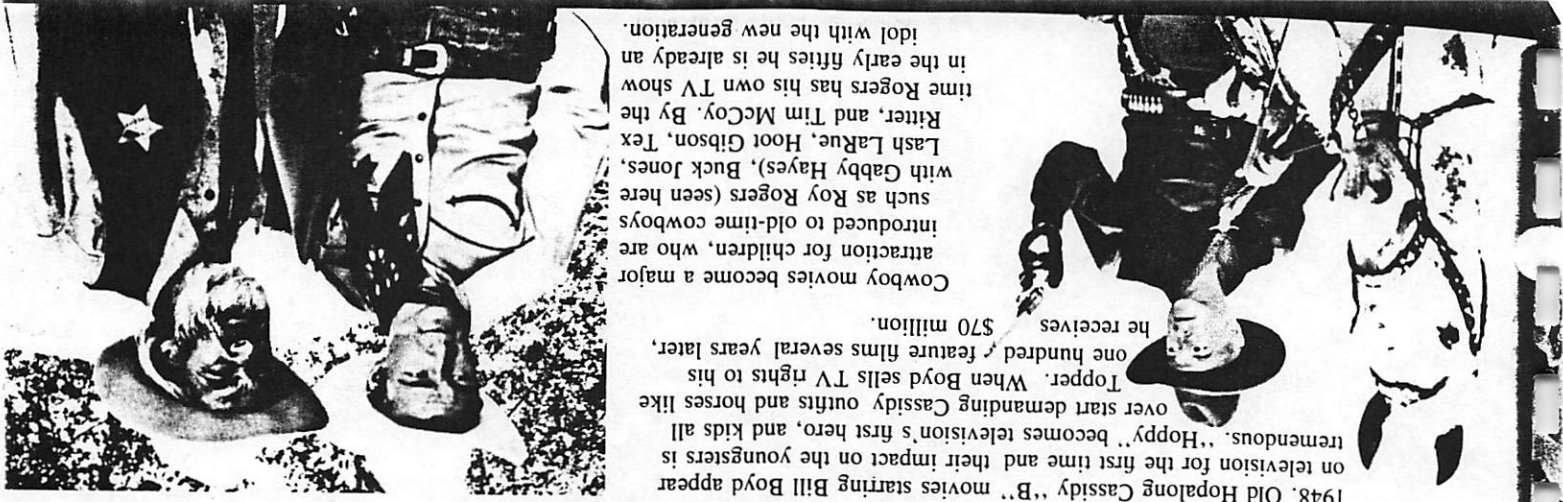 1948. Old Hopalong Cassidy "B" movies starring Bill Boyd appear
on television for the first time and their impact on the youngsters is
tremendous. "Hoppy" becomes television's first hero, and kids all
over start demanding Cassidy outfits and horses like
Topper. When Boyd sells TV rights to his
one hundred feature films several years later,
he receives $70 million.
Cowboy movies become a major
attraction for children, who are
introduced to old-time cowboys
such as Roy Rogers (seen here
with Gabby Hayes), Buck Jones,
Lash LaRue, Hoot Gibson, Tex
Ritter, and Tim McCoy. By the
time Rogers has his own TV show
in the early fifties he is already an
idol with the new generation.